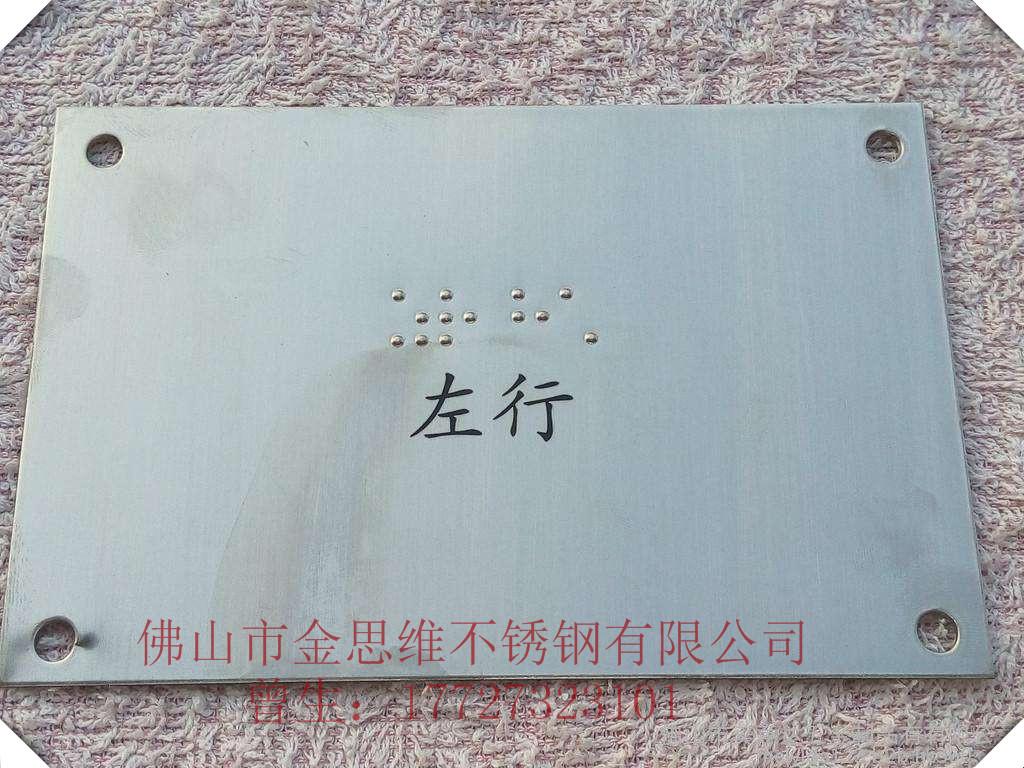 ⠵⠗⠓⠡
左行
佛山市金思维不锈钢有限公司
曾生：17727323101